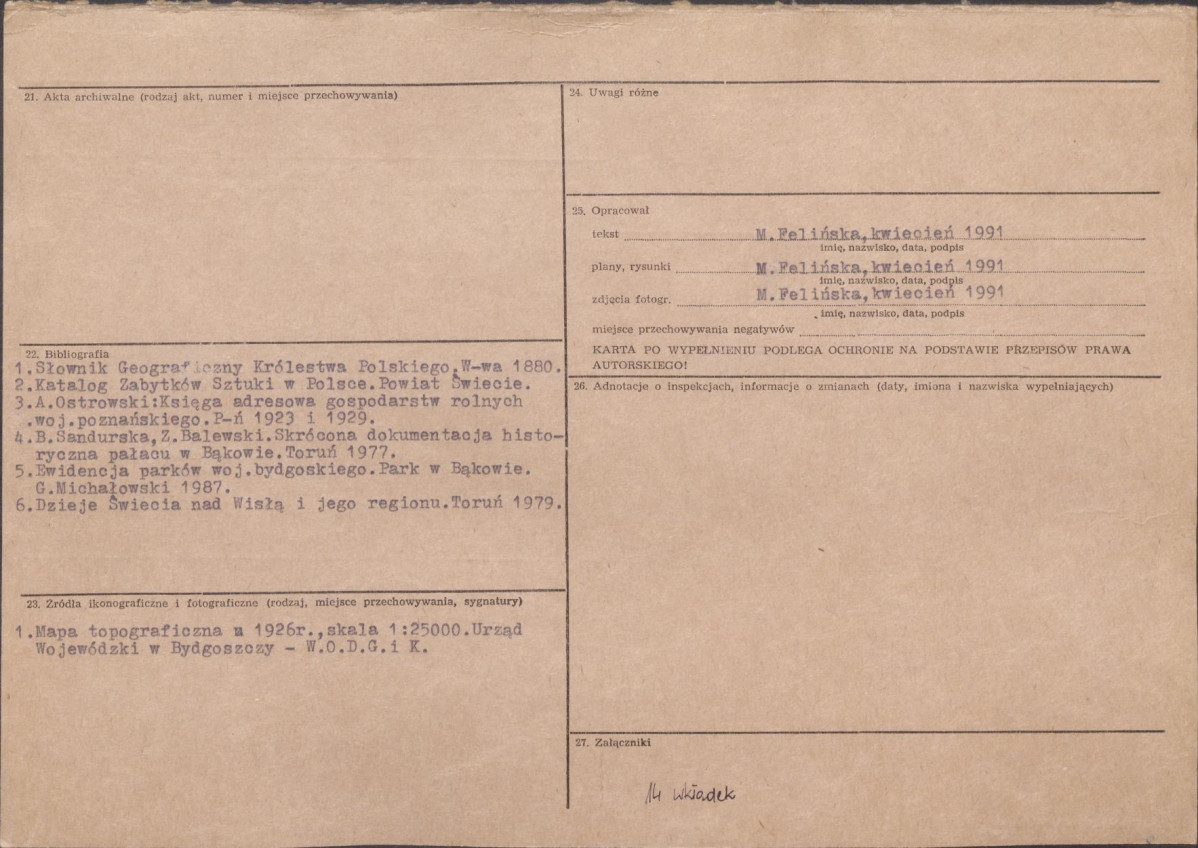 21. Akta archiwalne (rodzaj akt, numer i miejsce przechowywania)
22. Bibliografia
1.Słownik Geograficzny Królestwa Polskiego.W-wa 1880.
2.Katalog Zabytków Sztuki w Polsce.Powiat Świecie.
3.A.Ostrowski:Księga adresowa gospodarstw rolnych
.woj.poznańskiego.P-ń 1923 i 1929.
4.B.Sandurska,Z.Balewski.Skrócona dokumentacja histo-
ryczna pałacu w Bąkowie.Toruń 1977.
5.Ewidencja parków woj.bydgoskiego.Park w Bąkowie.
G.Michałowski 1987.
6.Dzieje Świecia nad Wisłą i jego regionu.Toruń 1979.
23. Źródła ikonograficzne i fotograficzne (rodzaj, miejsce przechowywania, sygnatury)
1.Mapa topograficzna z 1926r.,skala 1:25000.Urząd
Wojewódzki w Bydgoszczy - W.O.D.G.i K.
24. Uwagi różne
25. Opracował
tekst M.Felińska,kwiecień 1991
imię, nazwisko, data, podpis
plany, rysunki M.Felińska,kwiecień 1991
imię, nazwisko, data, podpis
zdjęcia fotogr. M.Felińska,kwiecień 1991
imię, nazwisko, data, podpis
miejsce przechowywania negatywów
KARTA PO WYPEŁNIENIU PODLEGA OCHRONIE NA PODSTAWIE PRZEPISÓW PRAWA
AUTORSKIEGO!
26. Adnotacje o inspekcjach, informacje o zmianach (daty, imiona i nazwiska wypełniających)
27. Załączniki
14 wkładek